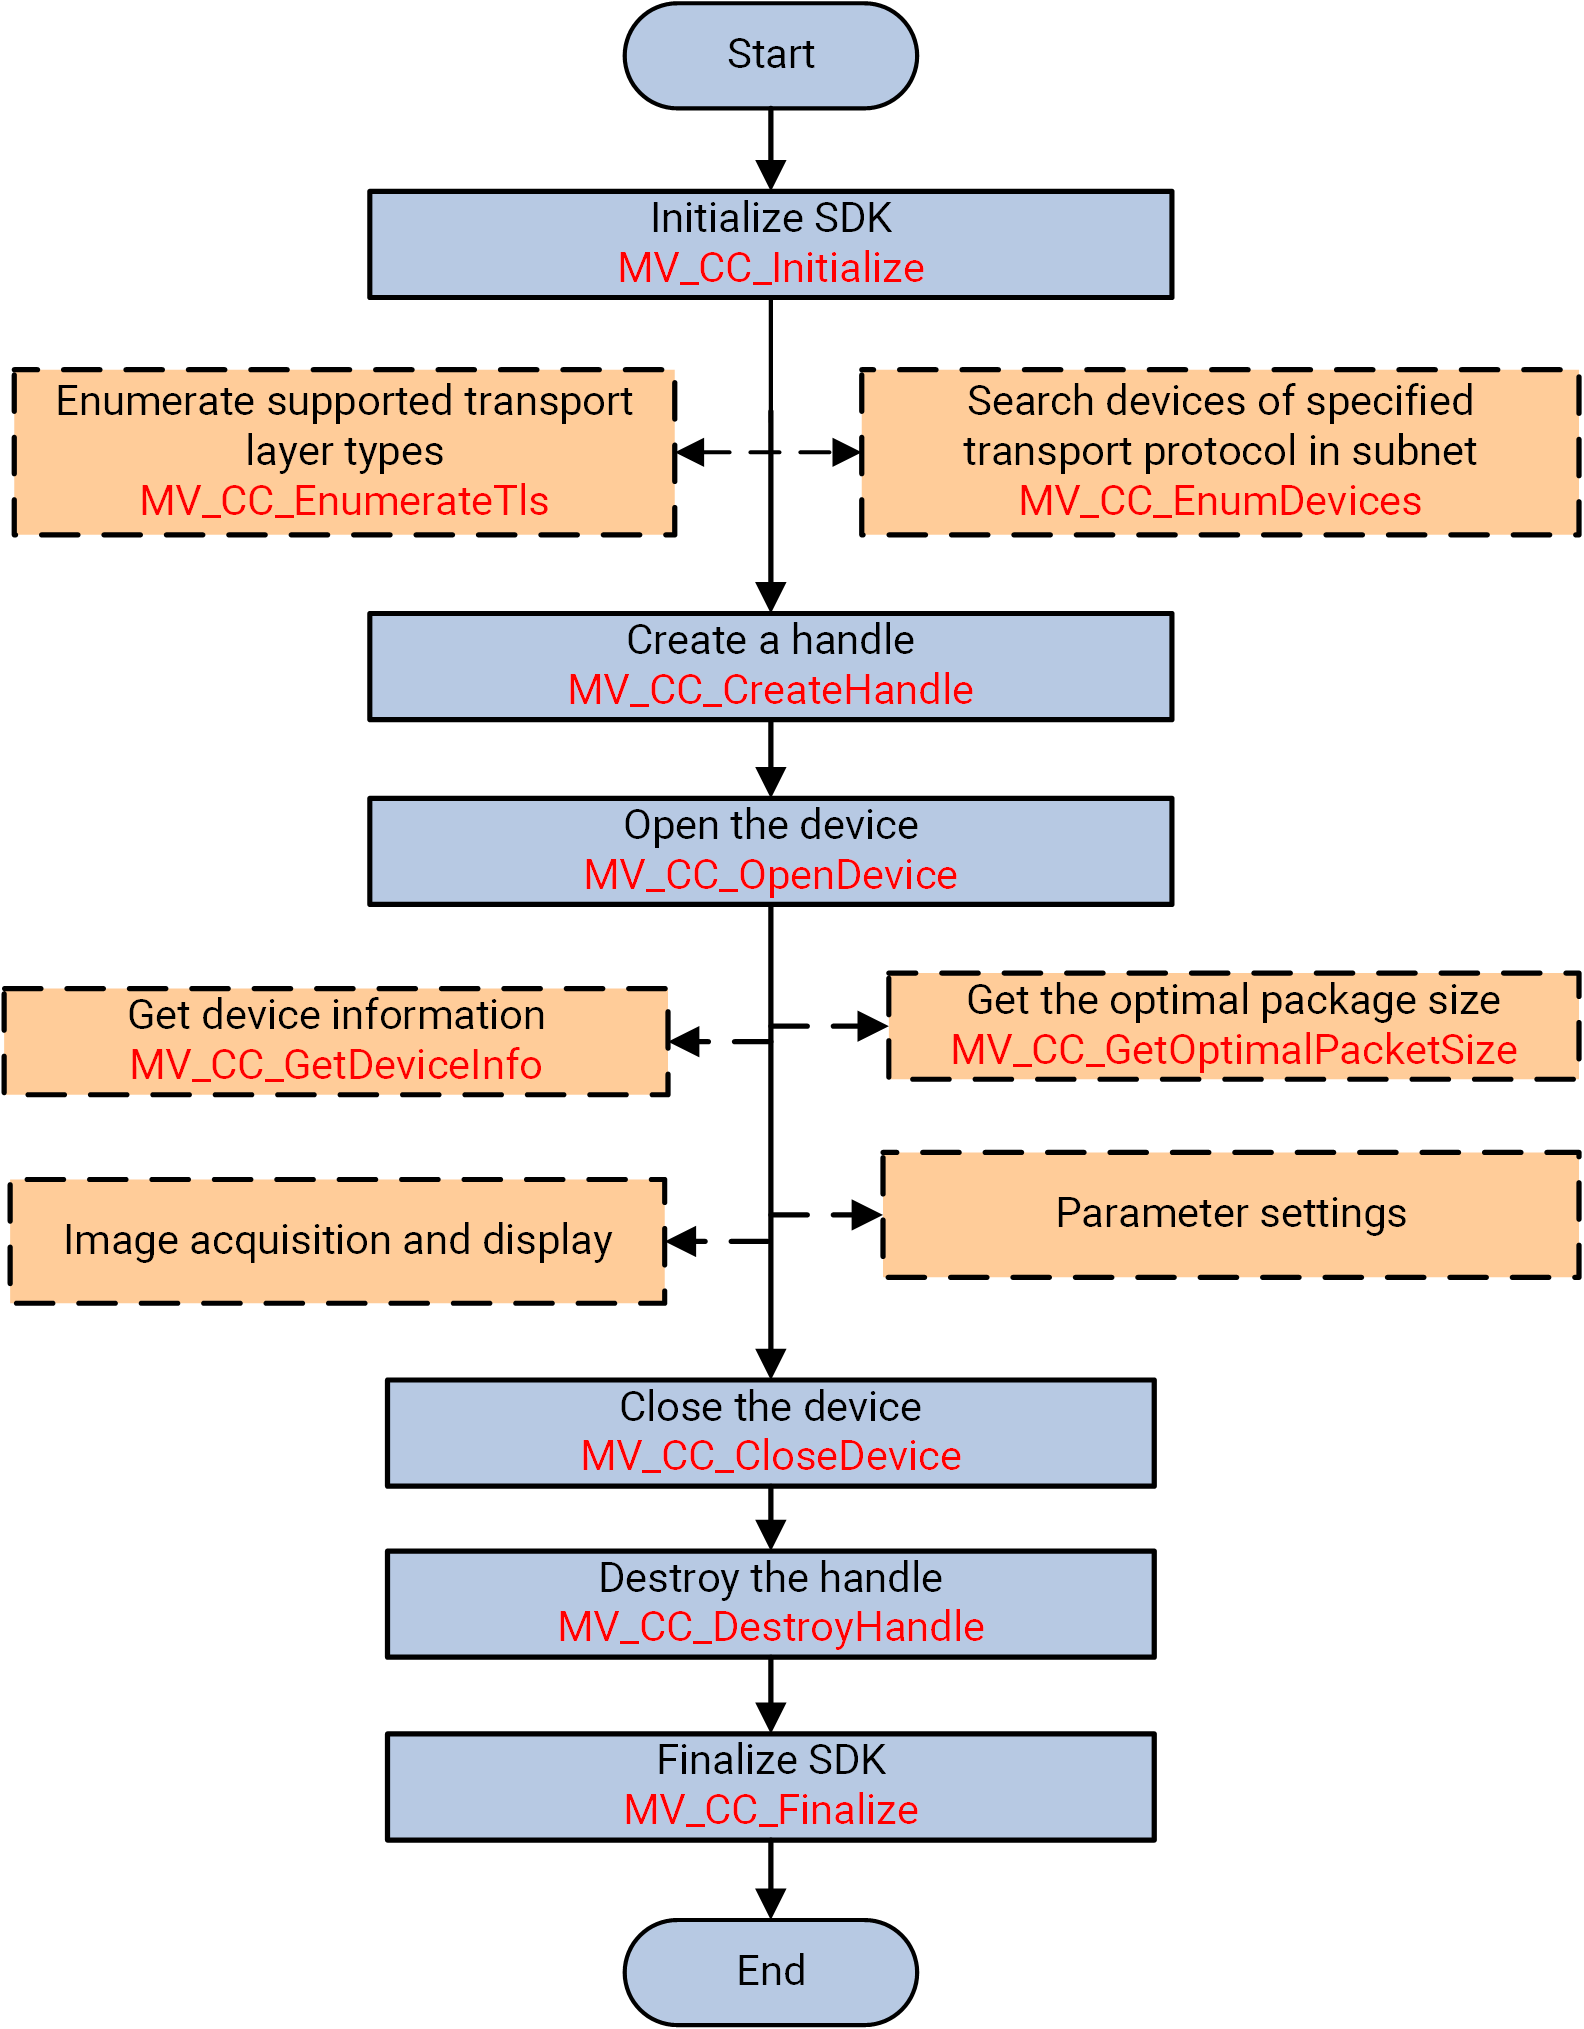 Start
Initialize SDK
MV_CC_Initialize
Enumerate supported transport
layer types
MV_CC_EnumerateTls
Search devices of specified
transport protocol in subnet
MV_CC_EnumDevices
Create a handle
MV_CC_CreateHandle
Open the device
MV_CC_OpenDevice
Get device information
MV_CC_GetDeviceInfo
Get the optimal package size
MV_CC_GetOptimalPacketSize
Image acquisition and display
Parameter settings
Close the device
MV_CC_CloseDevice
Destroy the handle
MV_CC_DestroyHandle
Finalize SDK
MV_CC_Finalize
End